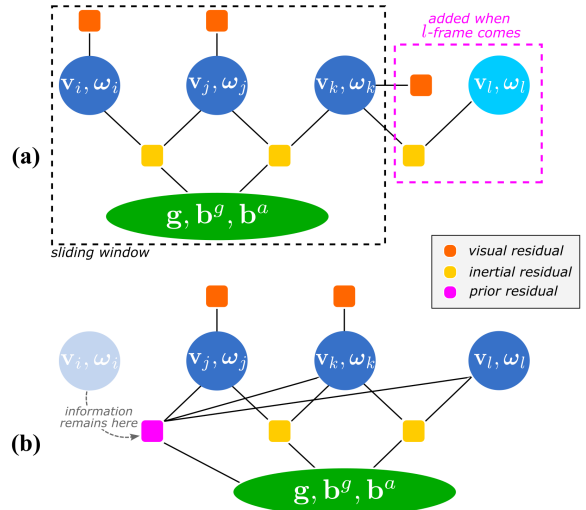 added when
l-frame comes
v_i, ω_i
v_j, ω_j
v_k, ω_k
v_l, ω_l
(a)
g, b^g, b^a
sliding window
visual residual
inertial residual
prior residual
v_i, ω_i
v_j, ω_j
v_k, ω_k
v_l, ω_l
information
remains here
(b)
g, b^g, b^a